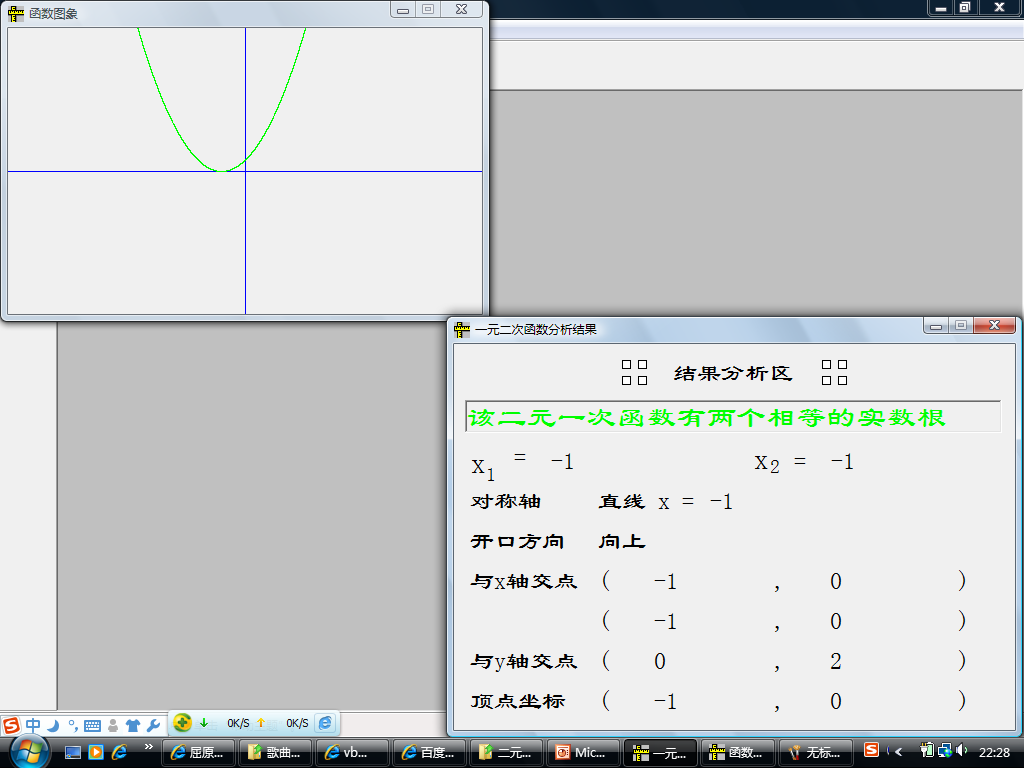 函数图象
一元二次函数分析结果
结果分析区
该二元一次函数有两个相等的实数根
x1 = -1 x2 = -1
对称轴 直线 x = -1
开口方向 向上
与x轴交点 ( -1 , 0 )
( -1 , 0 )
与y轴交点 ( 0 , 2 )
顶点坐标 ( -1 , 0 )
中 0K/S 0K/S
屈原... 歌曲... vb... 百度... 二元... Mic... 一元... 函数... 无标... 22:28